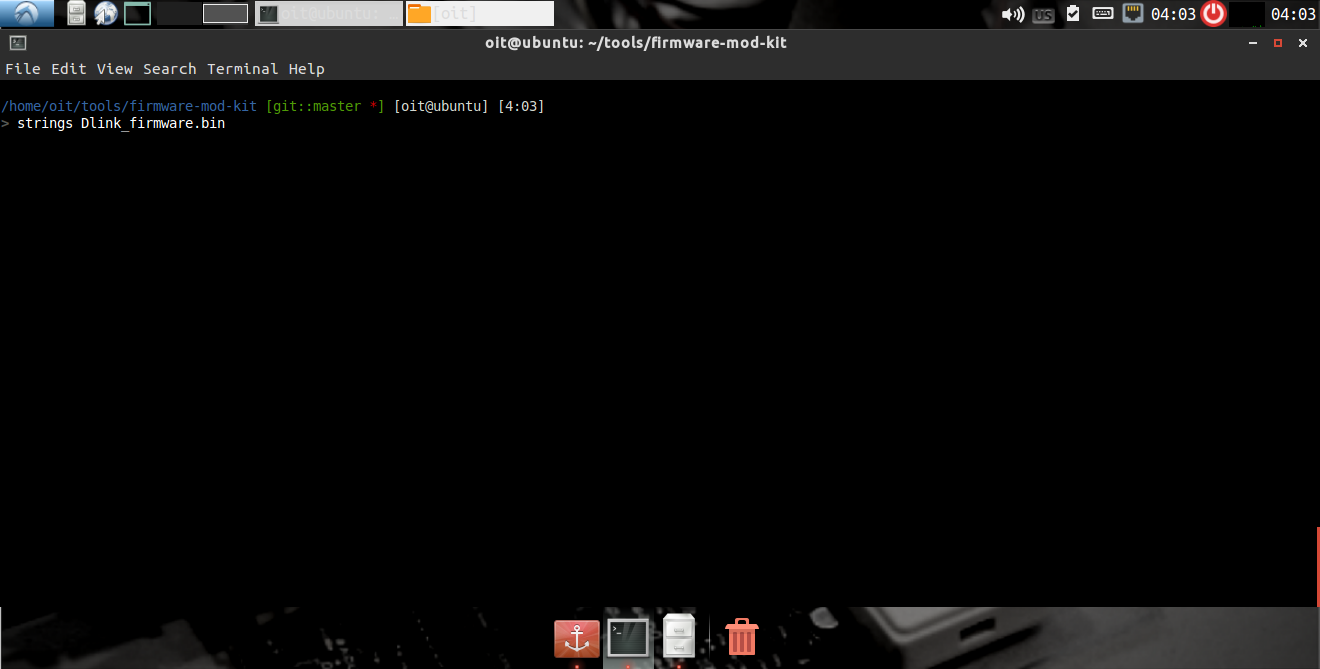 oit@ubuntu: 
[oit]
US
04:03
04:03
oit@ubuntu: ~/tools/firmware-mod-kit
File Edit View Search Terminal Help
/home/oit/tools/firmware-mod-kit [git::master *] [oit@ubuntu] [4:03]
> strings Dlink_firmware.bin